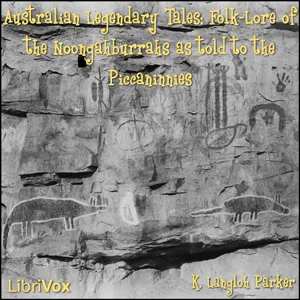 Australian Legendary Tales: Folk-Lore of
the Noongahburrahs as told to the
Piccaninnies
LibriVox
K. Langloh Parker